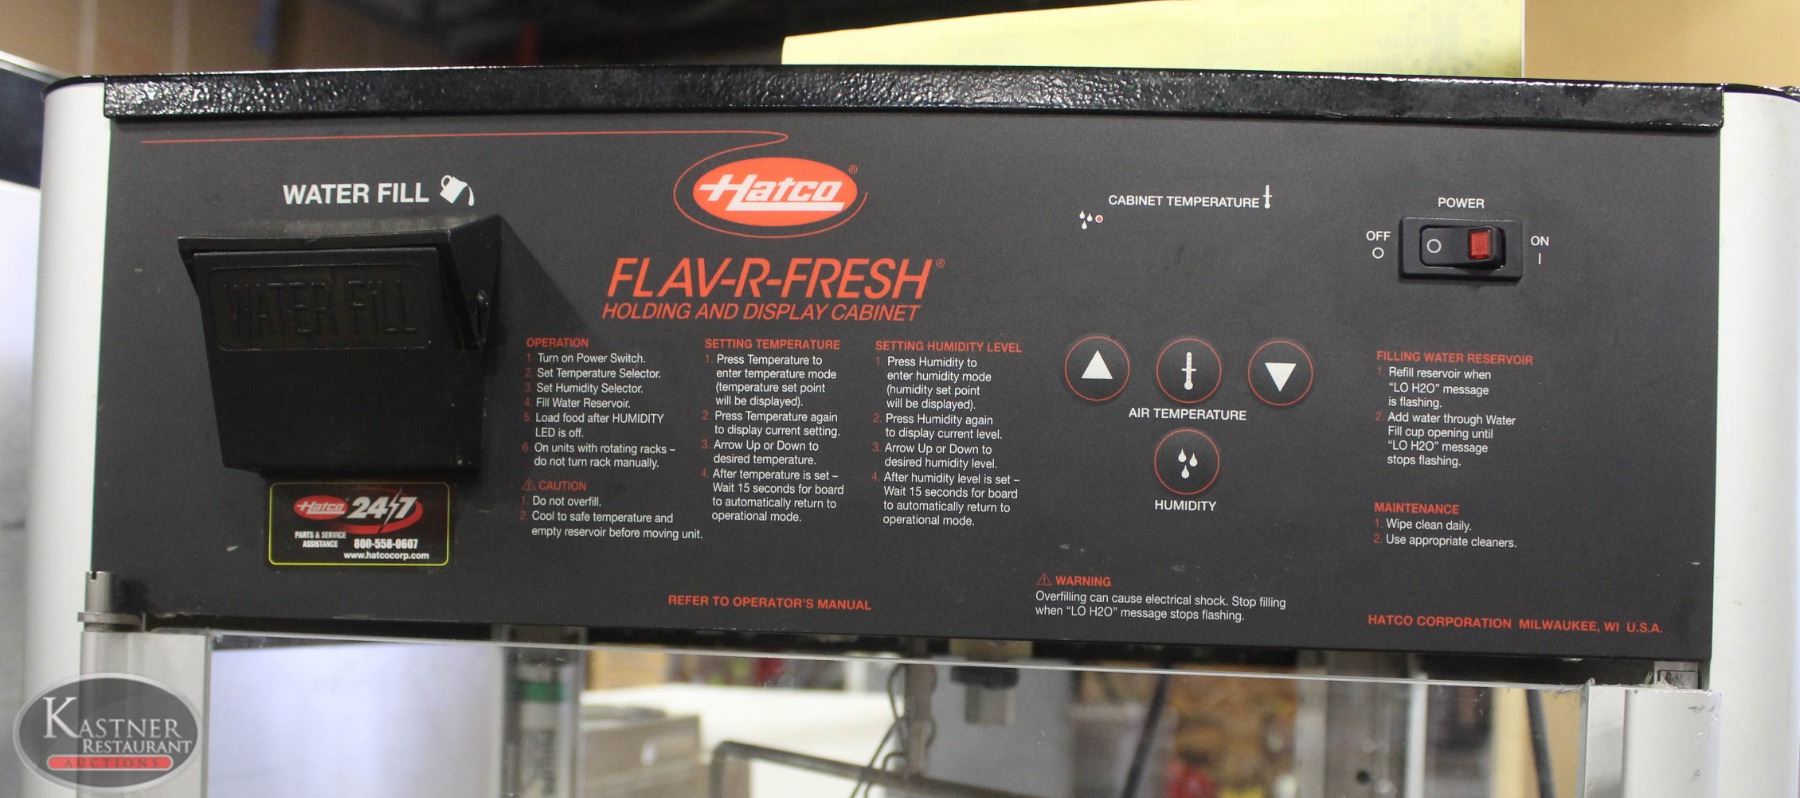 WATER FILL
WATER FILL
Hatco®
FLAV-R-FRESH®
HOLDING AND DISPLAY CABINET
OPERATION
1. Turn on Power Switch.
2. Set Temperature Selector.
3. Set Humidity Selector.
4. Fill Water Reservoir.
5. Load food after HUMIDITY
LED is off.
6. On units with rotating racks –
do not turn rack manually.
⚠ CAUTION
1. Do not overfill.
2. Cool to safe temperature and
empty reservoir before moving unit.
SETTING TEMPERATURE
1. Press Temperature to
enter temperature mode
(temperature set point
will be displayed).
2. Press Temperature again
to display current setting.
3. Arrow Up or Down to
desired temperature.
4. After temperature is set –
Wait 15 seconds for board
to automatically return to
operational mode.
SETTING HUMIDITY LEVEL
1. Press Humidity to
enter humidity mode
(humidity set point
will be displayed).
2. Press Humidity again
to display current level.
3. Arrow Up or Down to
desired humidity level.
4. After humidity level is set –
Wait 15 seconds for board
to automatically return to
operational mode.
CABINET TEMPERATURE
AIR TEMPERATURE
HUMIDITY
POWER
OFF
ON
FILLING WATER RESERVOIR
1. Refill reservoir when
"LO H2O" message
is flashing.
2. Add water through Water
Fill cup opening until
"LO H2O" message
stops flashing.
MAINTENANCE
1. Wipe clean daily.
2. Use appropriate cleaners.
Hatco 24/7
PARTS & SERVICE
ASSISTANCE 800-558-0607
www.hatcocorp.com
REFER TO OPERATOR'S MANUAL
⚠ WARNING
Overfilling can cause electrical shock. Stop filling
when "LO H2O" message stops flashing.
HATCO CORPORATION MILWAUKEE, WI U.S.A.
KASTNER
RESTAURANT
AUCTIONS